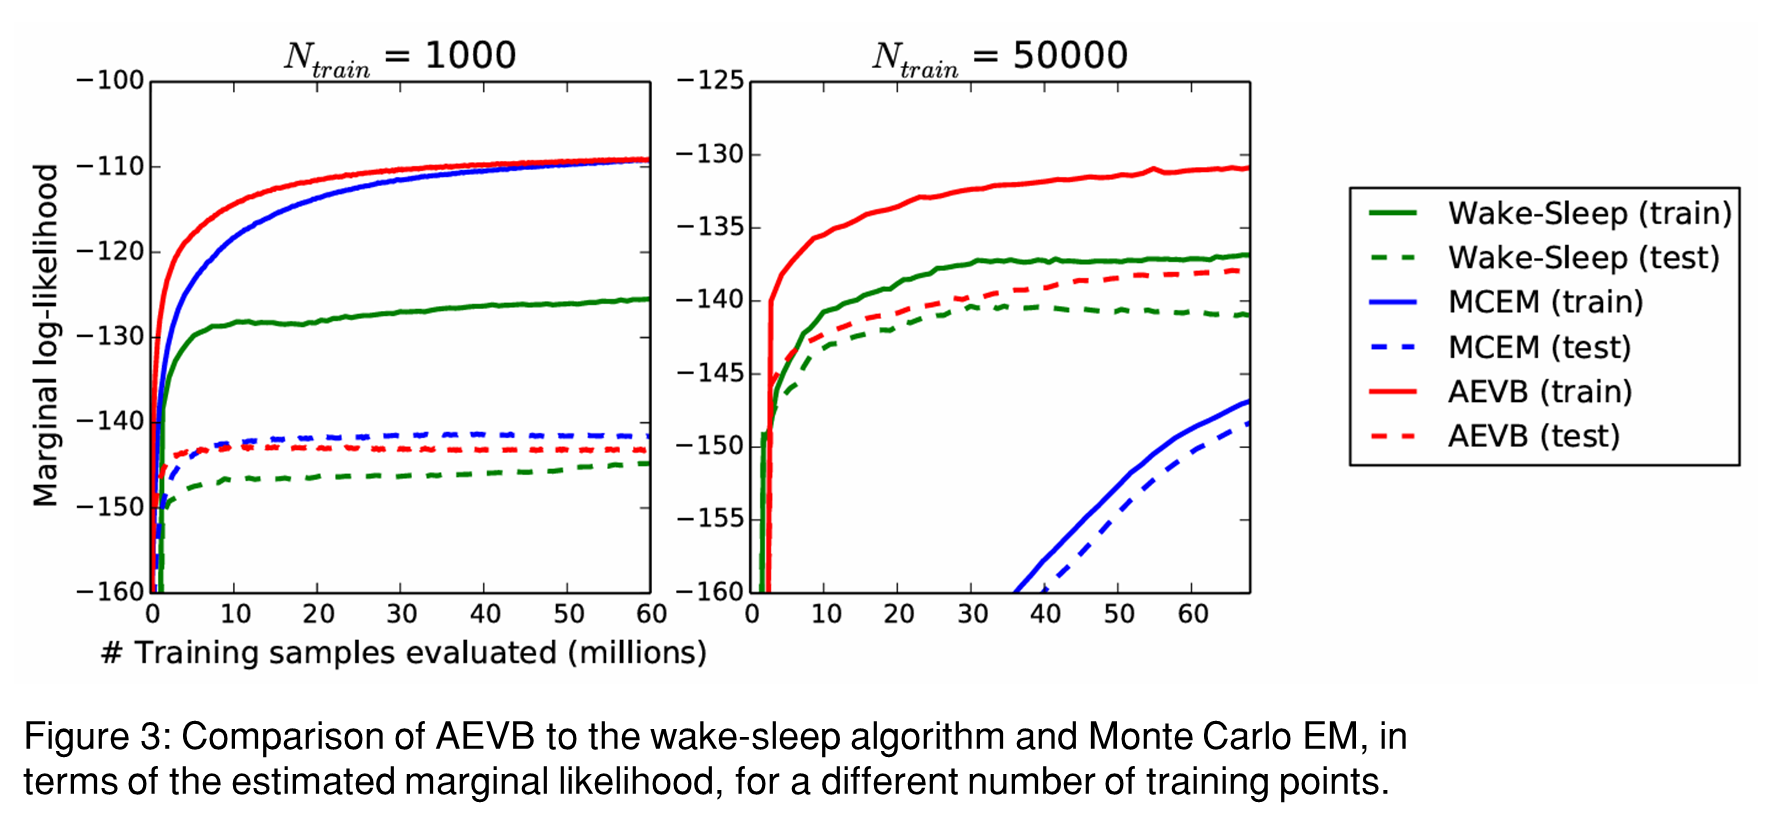 N_train = 1000
N_train = 50000
Marginal log-likelihood
−100
−110
−120
−130
−140
−150
−160
0 10 20 30 40 50 60
−125
−130
−135
−140
−145
−150
−155
−160
0 10 20 30 40 50 60
# Training samples evaluated (millions)
Wake-Sleep (train)
Wake-Sleep (test)
MCEM (train)
MCEM (test)
AEVB (train)
AEVB (test)
Figure 3: Comparison of AEVB to the wake-sleep algorithm and Monte Carlo EM, in
terms of the estimated marginal likelihood, for a different number of training points.